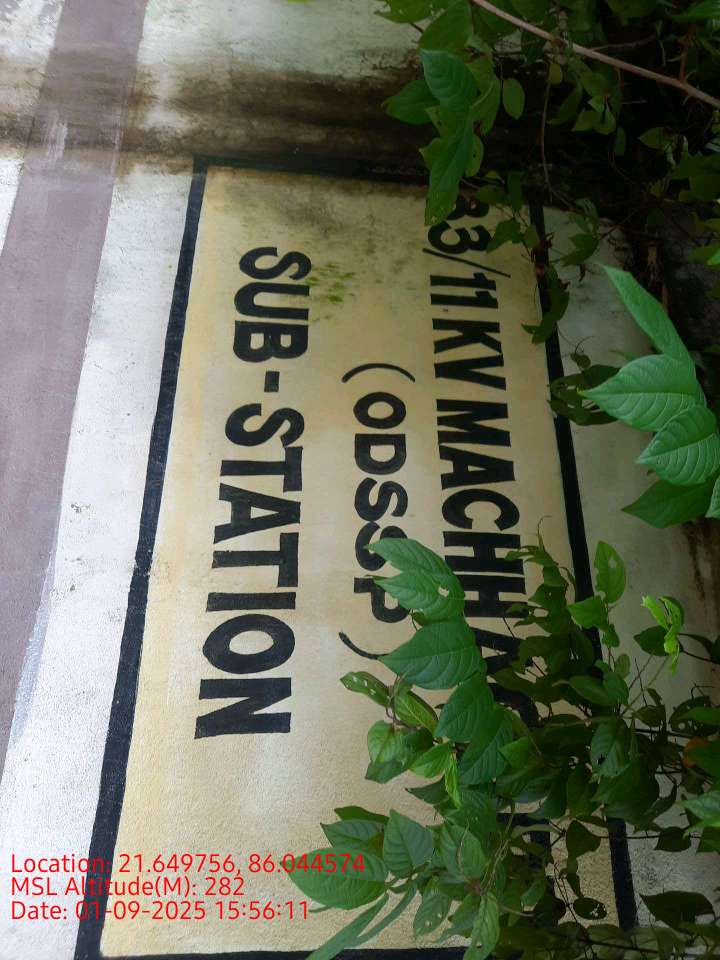 33/11 KV MACHHA
(ODSSP)
SUB-STATION
Location: 21.649756, 86.044574
MSL Altitude(M): 282
Date: 01-09-2025 15:56:11